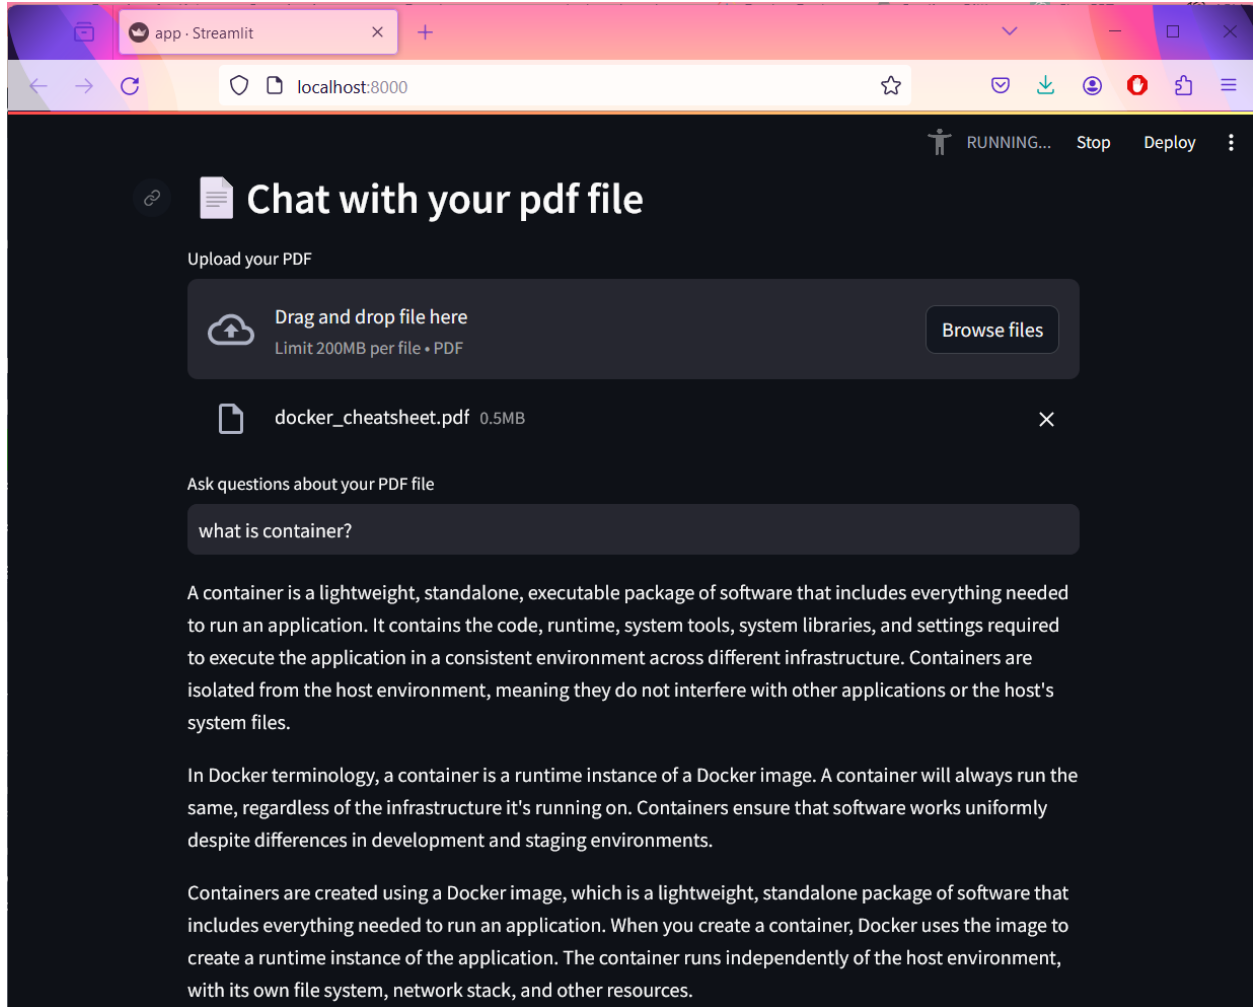 app · Streamlit
localhost:8000
RUNNING...
Stop
Deploy
Chat with your pdf file
Upload your PDF
Drag and drop file here
Limit 200MB per file • PDF
Browse files
docker_cheatsheet.pdf 0.5MB
Ask questions about your PDF file
what is container?
A container is a lightweight, standalone, executable package of software that includes everything needed
to run an application. It contains the code, runtime, system tools, system libraries, and settings required
to execute the application in a consistent environment across different infrastructure. Containers are
isolated from the host environment, meaning they do not interfere with other applications or the host's
system files.
In Docker terminology, a container is a runtime instance of a Docker image. A container will always run the
same, regardless of the infrastructure it's running on. Containers ensure that software works uniformly
despite differences in development and staging environments.
Containers are created using a Docker image, which is a lightweight, standalone package of software that
includes everything needed to run an application. When you create a container, Docker uses the image to
create a runtime instance of the application. The container runs independently of the host environment,
with its own file system, network stack, and other resources.